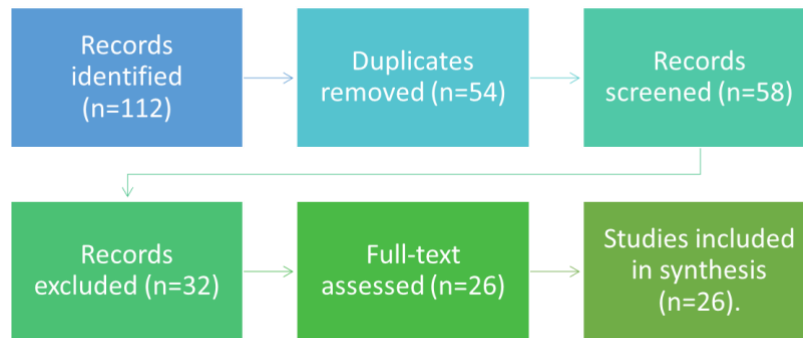 Records
identified
(n=112)
Duplicates
removed (n=54)
Records
screened (n=58)
Records
excluded (n=32)
Full-text
assessed (n=26)
Studies included
in synthesis
(n=26).